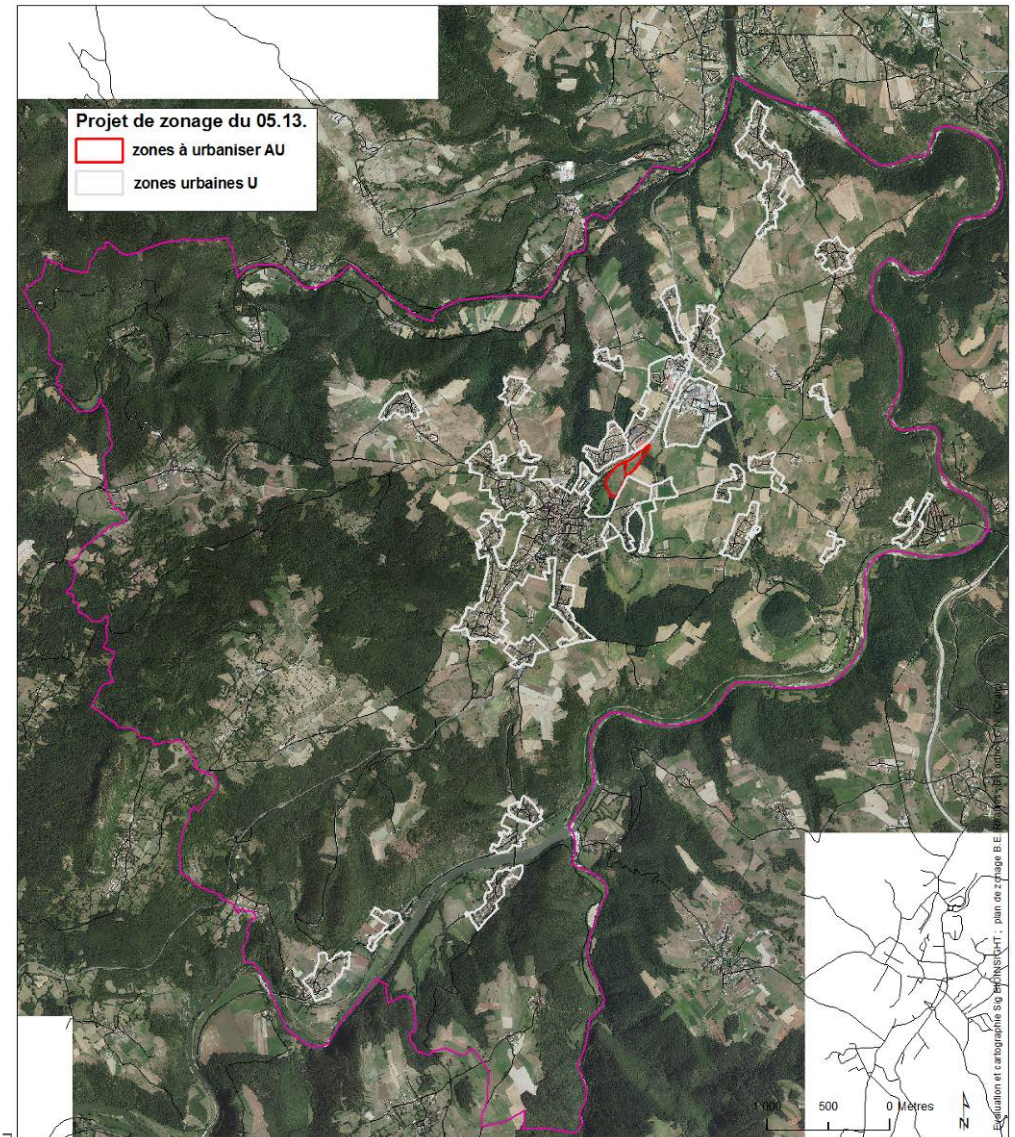 Projet de zonage du 05.13.
zones à urbaniser AU
zones urbaines U
1 000 500 0 Mètres
N
Evaluation et cartographie Sig BIOINSIGHT ; plan de zonage B.E.